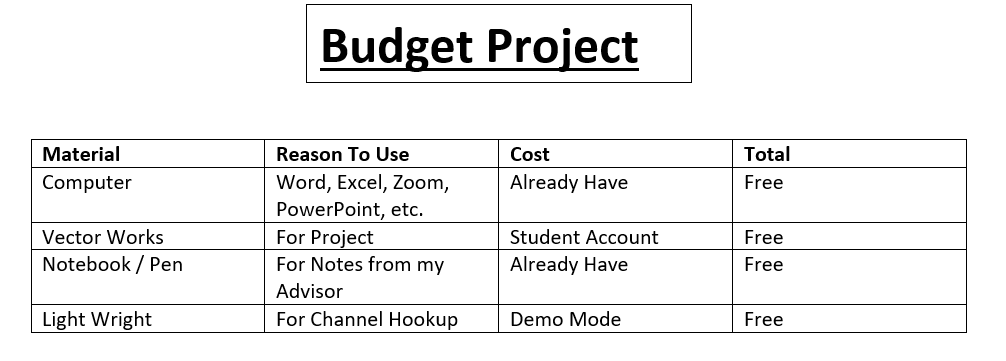 Budget Project
Material Reason To Use Cost Total
Computer Word, Excel, Zoom, Already Have Free
PowerPoint, etc.
Vector Works For Project Student Account Free
Notebook / Pen For Notes from my Already Have Free
Advisor
Light Wright For Channel Hookup Demo Mode Free